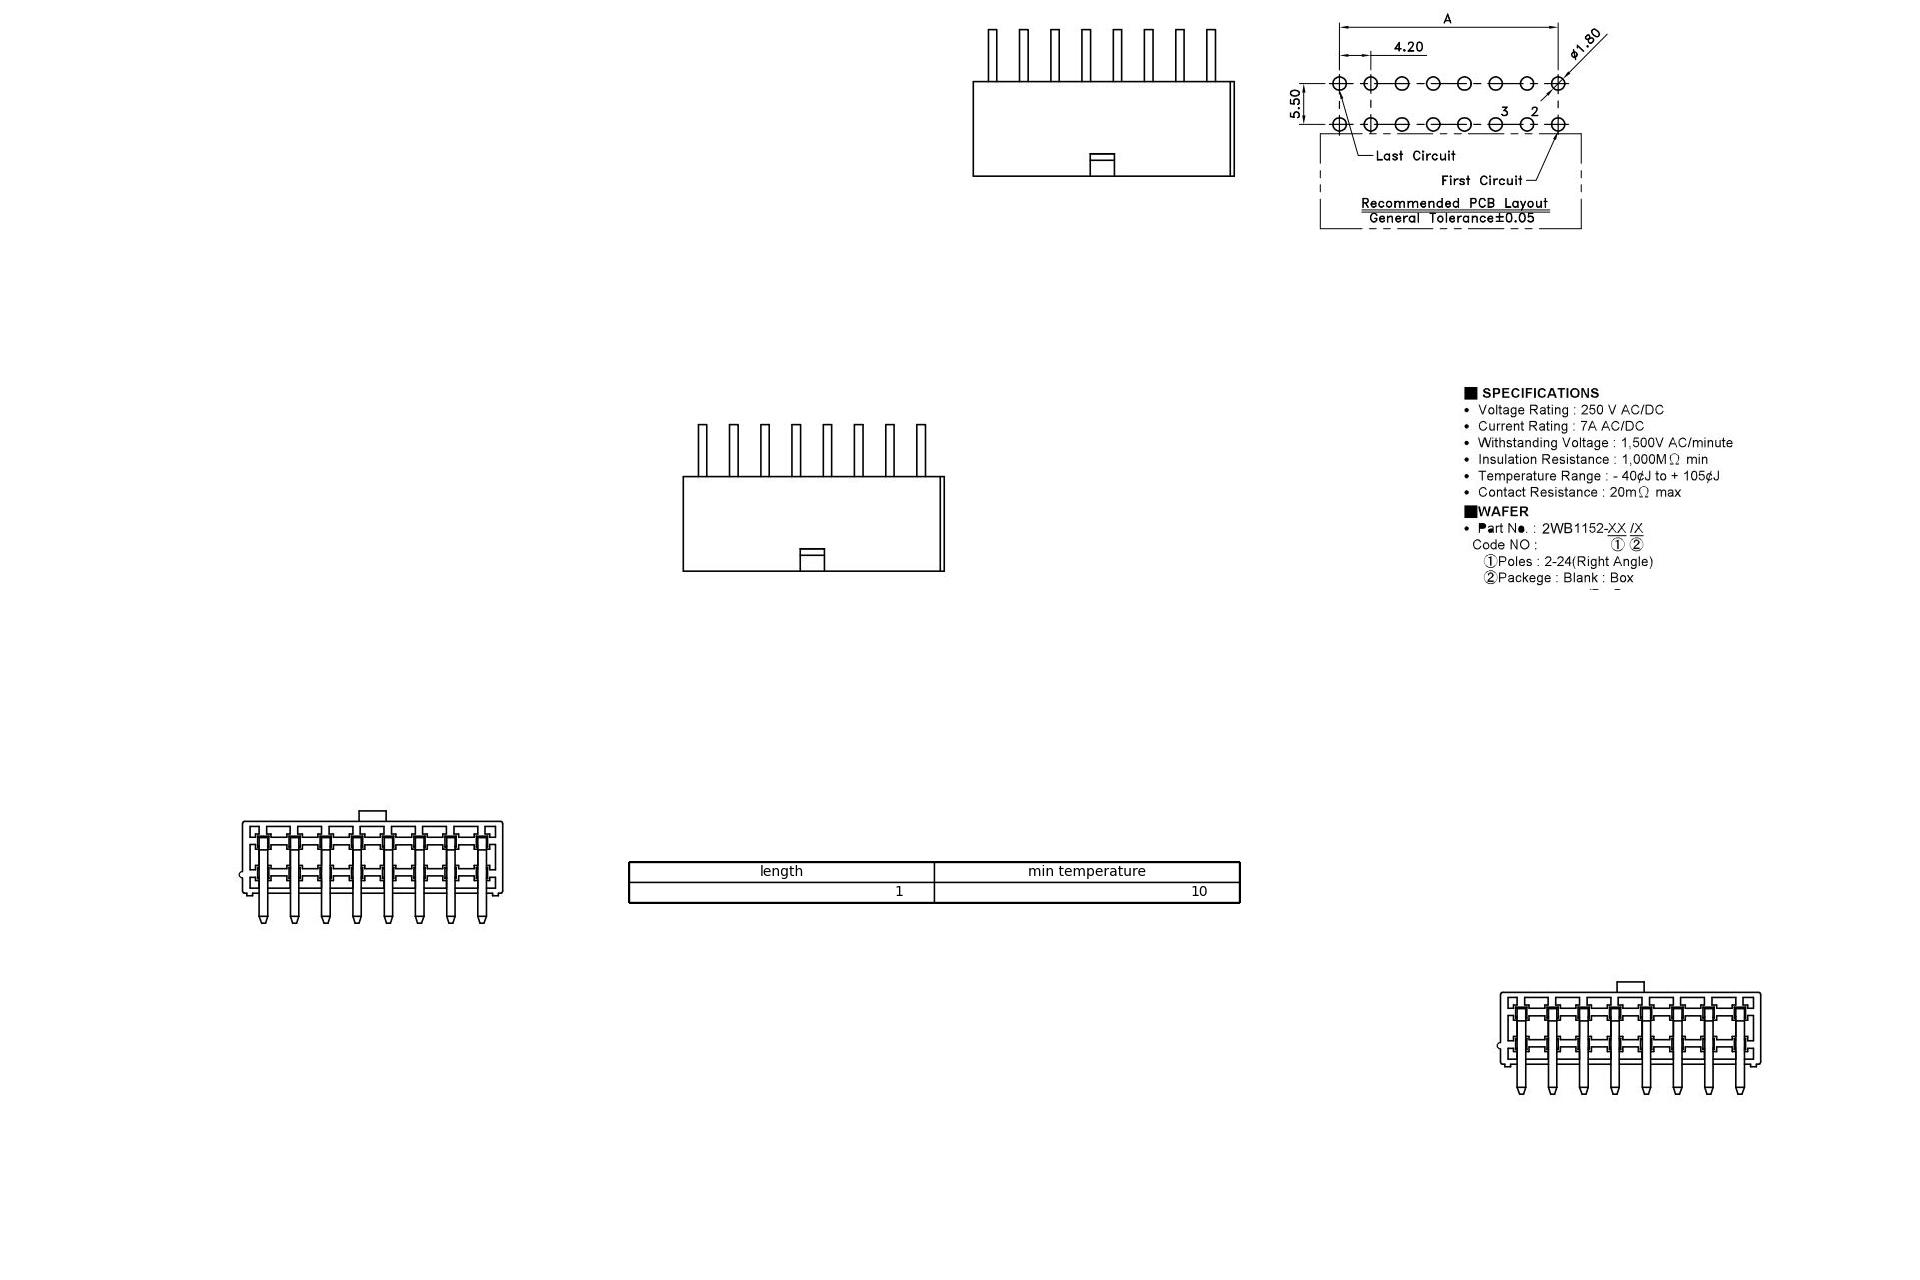 A
4.20
ø1.80
5.50
3 2
Last Circuit
First Circuit
Recommended PCB Layout
General Tolerance±0.05
■ SPECIFICATIONS
• Voltage Rating : 250 V AC/DC
• Current Rating : 7A AC/DC
• Withstanding Voltage : 1,500V AC/minute
• Insulation Resistance : 1,000MΩ min
• Temperature Range : - 40¢J to + 105¢J
• Contact Resistance : 20mΩ max
■WAFER
• Part No. : 2WB1152-XX /X
Code NO : ① ②
①Poles : 2-24(Right Angle)
②Packege : Blank : Box
length min temperature
1 10